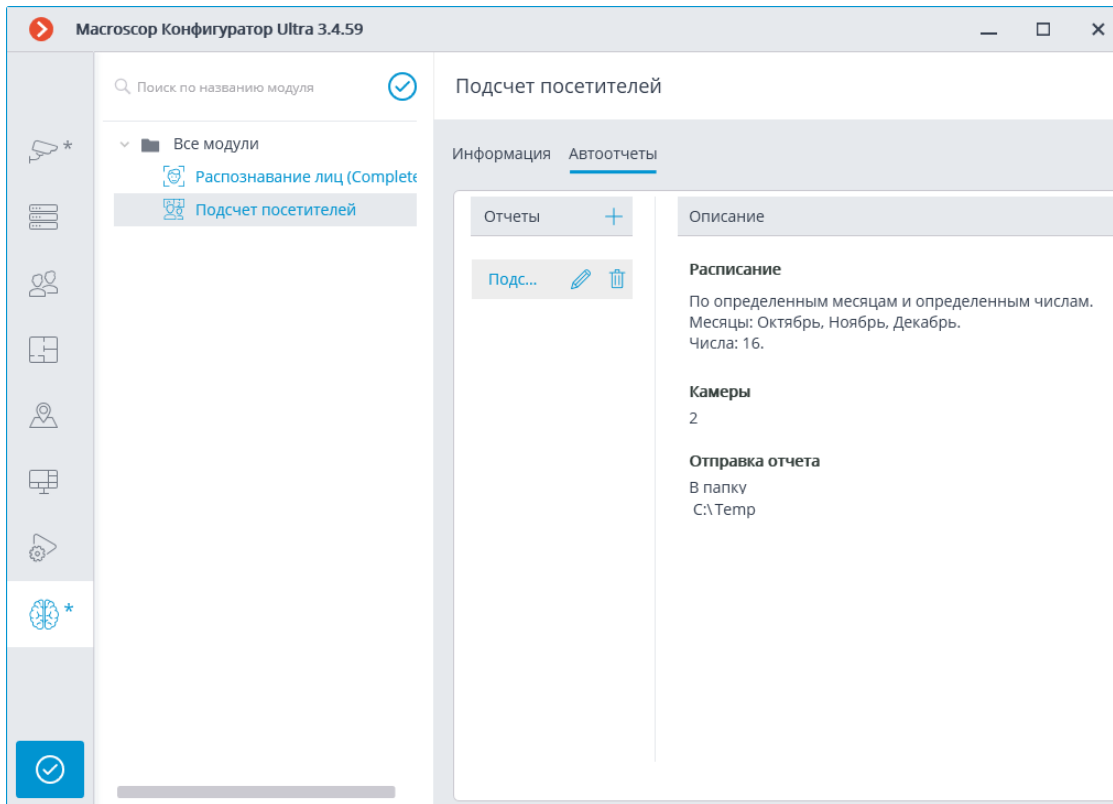 Macroscop Конфигуратор Ultra 3.4.59
Поиск по названию модуля
Все модули
Распознавание лиц (Complete
Подсчет посетителей
Подсчет посетителей
Информация Автоотчеты
Отчеты
Подс...
Описание
Расписание
По определенным месяцам и определенным числам.
Месяцы: Октябрь, Ноябрь, Декабрь.
Числа: 16.
Камеры
2
Отправка отчета
В папку
C:\Temp